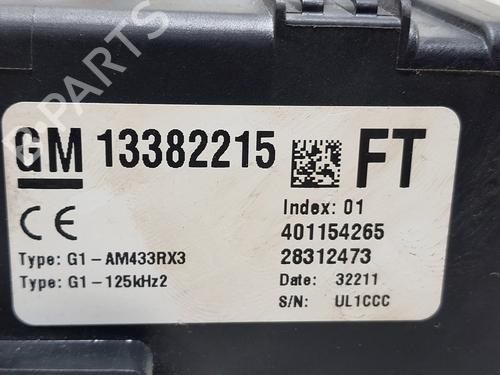 B-PARTS
GM 13382215 FT
CE
Index: 01
401154265
Type: G1-AM433RX3
28312473
Type: G1-125kHz2
Date: 32211
S/N: UL1CCC